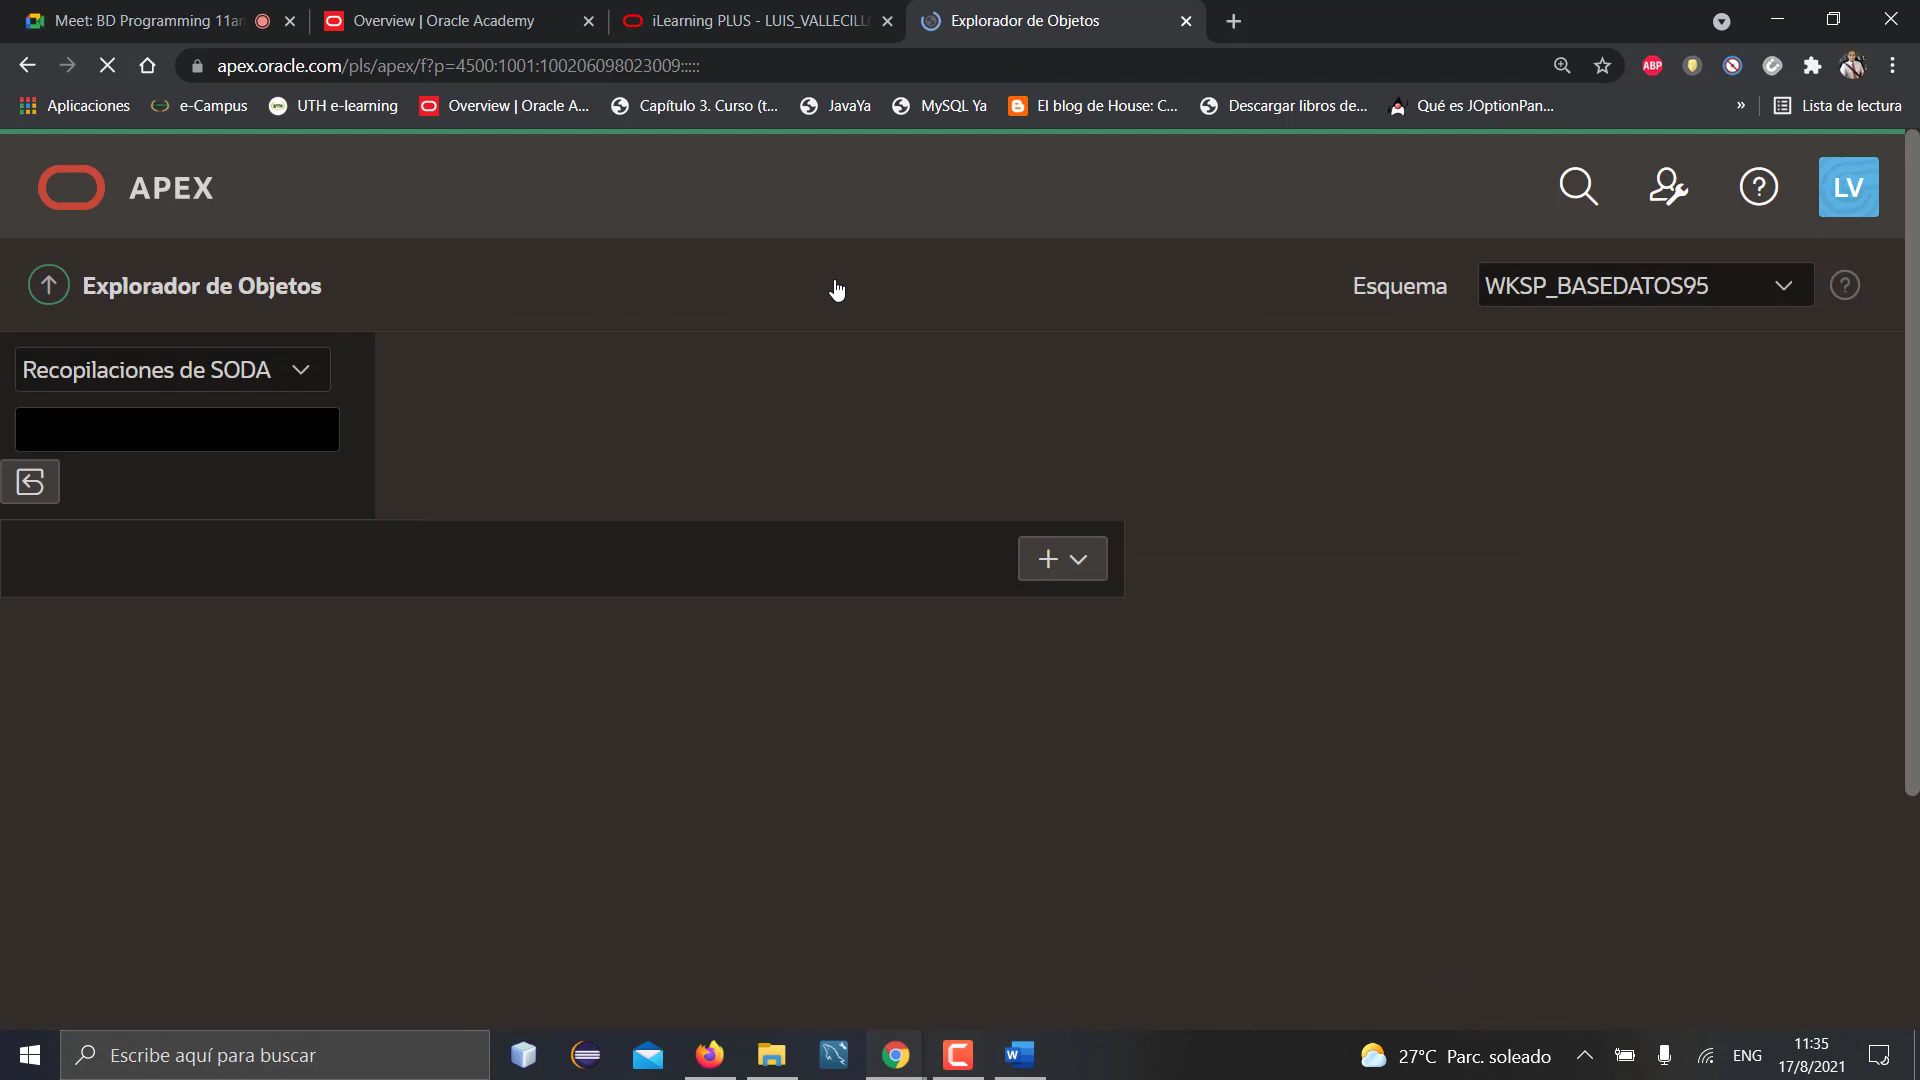 Meet: BD Programming 11am
Overview | Oracle Academy
iLearning PLUS - LUIS_VALLECILL
Explorador de Objetos
apex.oracle.com/pls/apex/f?p=4500:1001:100206098023009:::::
ABP
Aplicaciones
e-Campus
UTH e-learning
Overview | Oracle A...
Capítulo 3. Curso (t...
JavaYa
MySQL Ya
El blog de House: C...
Descargar libros de...
Qué es JOptionPan...
»
Lista de lectura
APEX
LV
Explorador de Objetos
Esquema
WKSP_BASEDATOS95
Recopilaciones de SODA
Escribe aquí para buscar
27°C Parc. soleado
ENG
11:35
17/8/2021